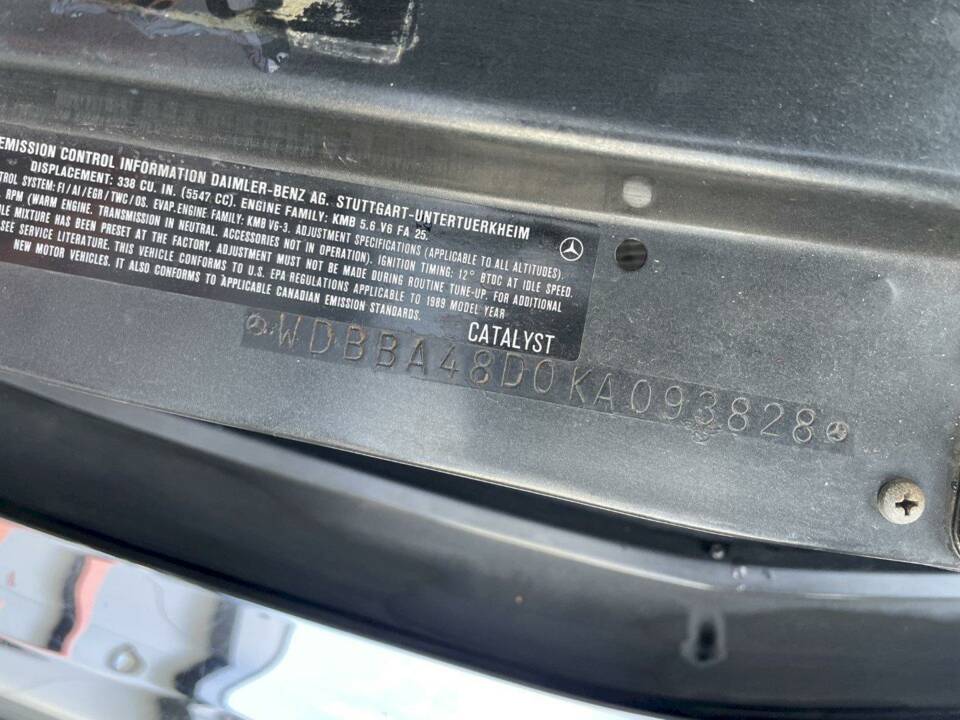 EMISSION CONTROL INFORMATION DAIMLER-BENZ AG. STUTTGART-UNTERTUERKHEIM
DISPLACEMENT: 338 CU. IN. (5547 CC). ENGINE FAMILY: KMB 5.6 V6 FA 25.
TROL SYSTEM: FI/AI/EGR/TWC/OS. EVAP.ENGINE FAMILY: KMB V6-3. ADJUSTMENT SPECIFICATIONS (APPLICABLE TO ALL ALTITUDES).
RPM (WARM ENGINE. TRANSMISSION IN NEUTRAL. ACCESSORIES NOT IN OPERATION). IGNITION TIMING: 12° BTDC AT IDLE SPEED.
LE MIXTURE HAS BEEN PRESET AT THE FACTORY. ADJUSTMENT MUST NOT BE MADE DURING ROUTINE TUNE-UP. FOR ADDITIONAL
SEE SERVICE LITERATURE. THIS VEHICLE CONFORMS TO U.S. EPA REGULATIONS APPLICABLE TO 1989 MODEL YEAR
NEW MOTOR VEHICLES. IT ALSO CONFORMS TO APPLICABLE CANADIAN EMISSION STANDARDS.
CATALYST
WDBBA48D0KA093828